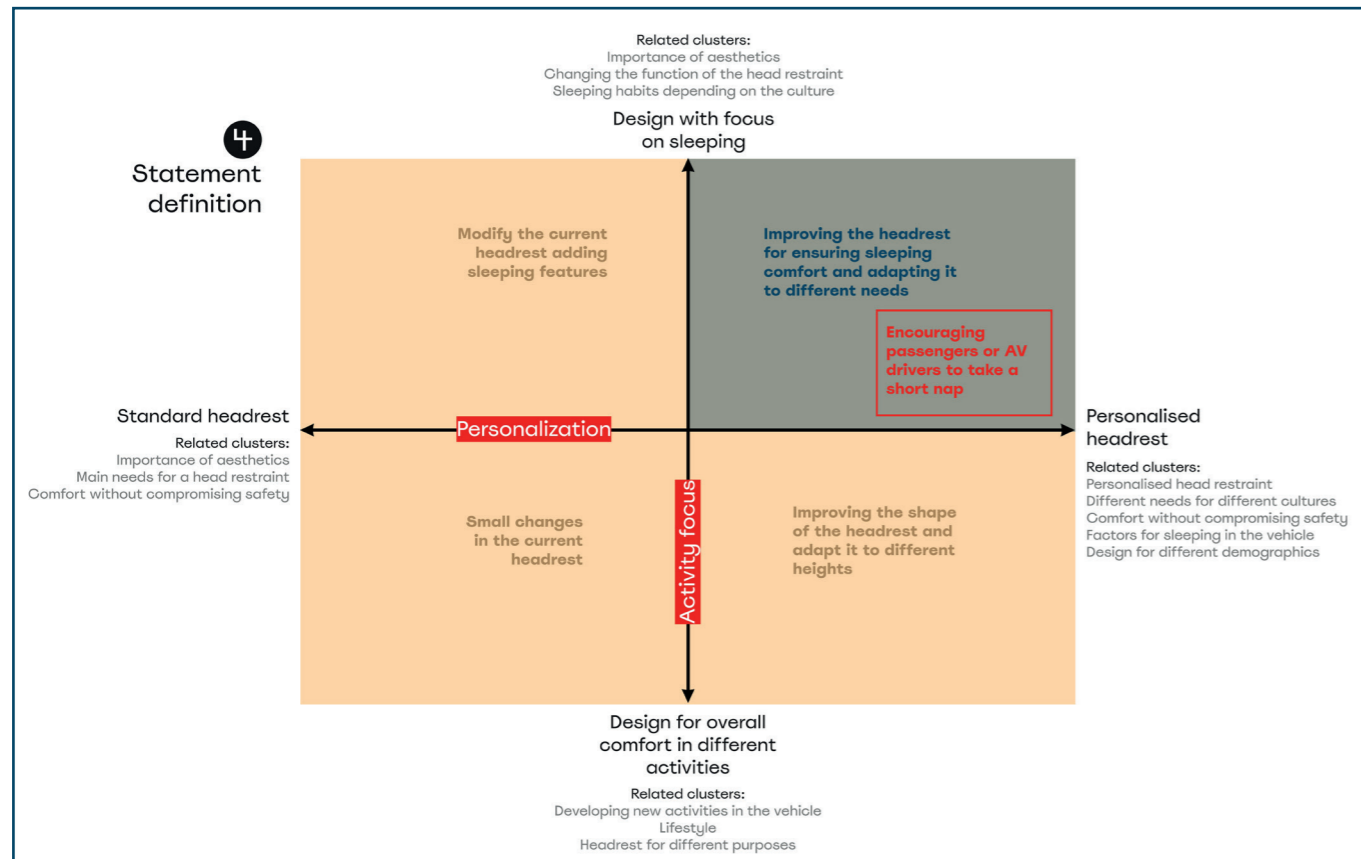 Related clusters:
Importance of aesthetics
Changing the function of the head restraint
Sleeping habits depending on the culture
Design with focus
on sleeping
4
Statement
definition
Modify the current
headrest adding
sleeping features
Improving the headrest
for ensuring sleeping
comfort and adapting it
to different needs
Encouraging
passengers or AV
drivers to take a
short nap
Standard headrest
Related clusters:
Importance of aesthetics
Main needs for a head restraint
Comfort without compromising safety
Personalization
Personalised
headrest
Related clusters:
Personalised head restraint
Different needs for different cultures
Comfort without compromising safety
Factors for sleeping in the vehicle
Design for different demographics
Activity focus
Small changes
in the current
headrest
Improving the shape
of the headrest and
adapt it to different
heights
Design for overall
comfort in different
activities
Related clusters:
Developing new activities in the vehicle
Lifestyle
Headrest for different purposes